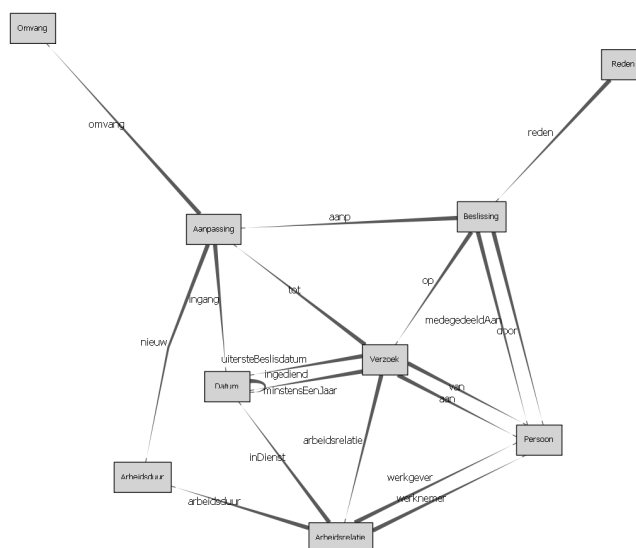 Omvang
Reden
omvang
reden
Beslissing
aanp
Aanpassing
op
tot
ingang
medegedeeldAan
door
nieuw
uitersteBeslisdatum
Verzoek
ingediend
Datum
minstensEenJaar
van
aan
arbeidsrelatie
Persoon
inDienst
Arbeidsduur
werkgever
arbeidsduur
werknemer
Arbeidsrelatie